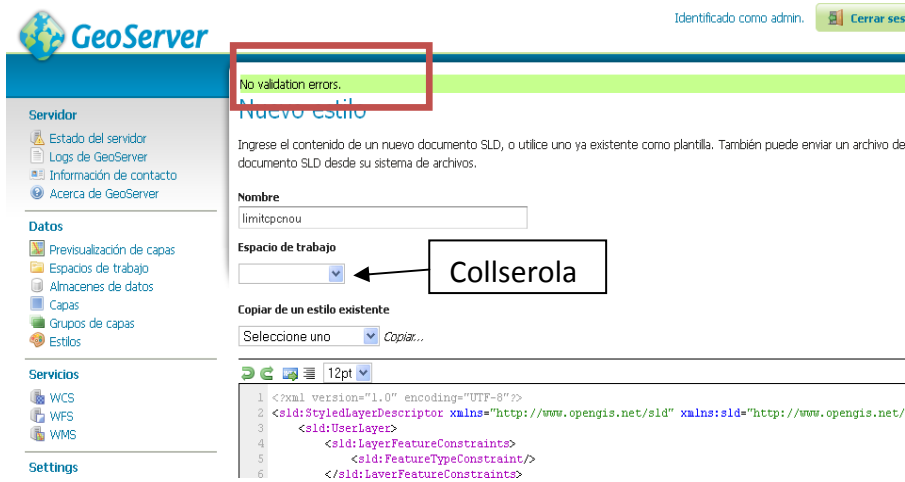 Identificado como admin.
Cerrar ses
GeoServer
No validation errors.
Nuevo estilo
Ingrese el contenido de un nuevo documento SLD, o utilice uno ya existente como plantilla. También puede enviar un archivo de
documento SLD desde su sistema de archivos.
Nombre
limitcpcnou
Espacio de trabajo
Collserola
Copiar de un estilo existente
Seleccione uno
Copiar...
12pt
1 <?xml version="1.0" encoding="UTF-8"?>
2 <sld:StyledLayerDescriptor xmlns="http://www.opengis.net/sld" xmlns:sld="http://www.opengis.net/
3 <sld:UserLayer>
4 <sld:LayerFeatureConstraints>
5 <sld:FeatureTypeConstraint/>
6 </sld:LayerFeatureConstraints>
Servidor
Estado del servidor
Logs de GeoServer
Información de contacto
Acerca de GeoServer
Datos
Previsualización de capas
Espacios de trabajo
Almacenes de datos
Capas
Grupos de capas
Estilos
Servicios
WCS
WFS
WMS
Settings